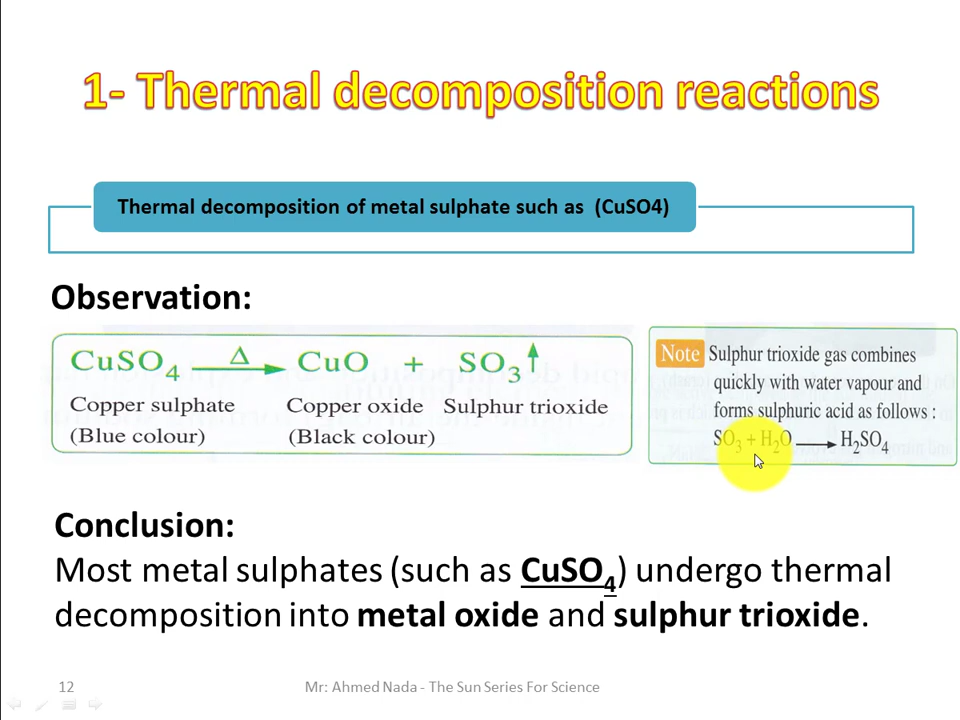 1- Thermal decomposition reactions
Thermal decomposition of metal sulphate such as (CuSO4)
Observation:
CuSO₄ Δ→ CuO + SO₃↑
Copper sulphate Copper oxide Sulphur trioxide
(Blue colour) (Black colour)
Note Sulphur trioxide gas combines
quickly with water vapour and
forms sulphuric acid as follows :
SO₃ + H₂O → H₂SO₄
Conclusion:
Most metal sulphates (such as CuSO₄) undergo thermal
decomposition into metal oxide and sulphur trioxide.
12 Mr: Ahmed Nada - The Sun Series For Science